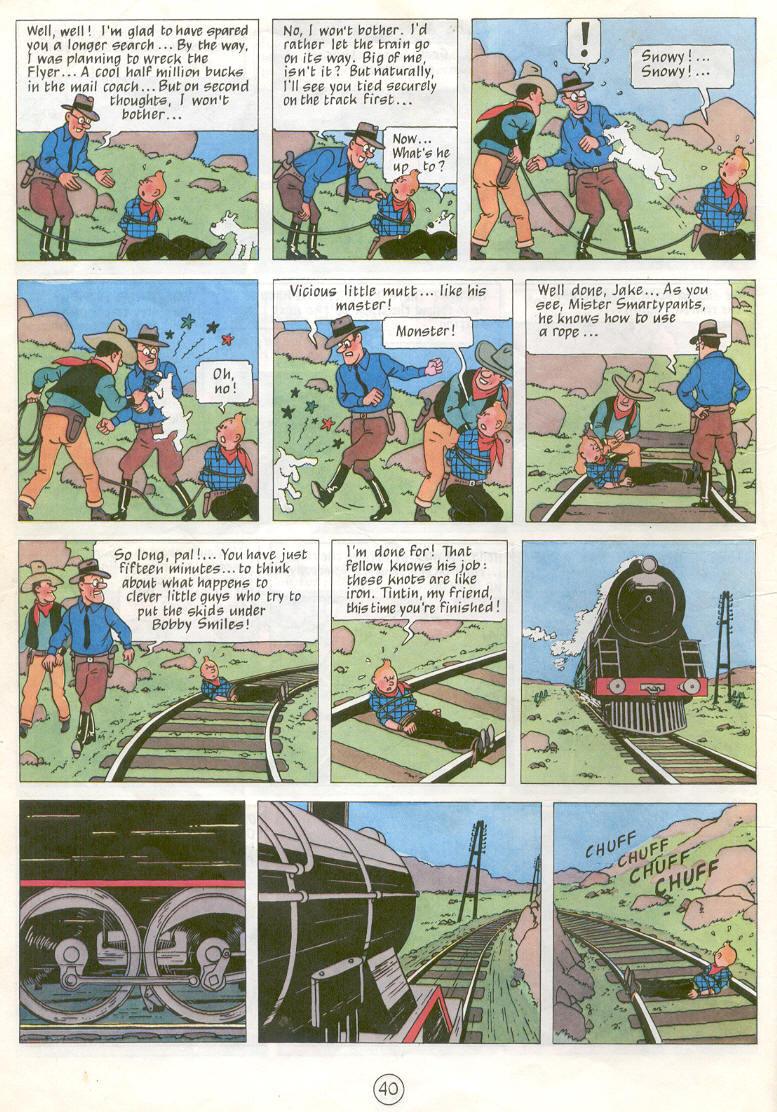 Well, well! I'm glad to have spared
you a longer search... By the way,
I was planning to wreck the
Flyer... A cool half million bucks
in the mail coach... But on second
thoughts, I won't
bother...
No, I won't bother. I'd
rather let the train go
on its way. Big of me,
isn't it? But naturally,
I'll see you tied securely
on the track first...
Now...
What's he
up to?
!
Snowy!...
Snowy!...
Oh,
no!
Vicious little mutt... like his
master!
Monster!
Well done, Jake... As you
see, Mister Smartypants,
he knows how to use
a rope...
So long, pal!... You have just
fifteen minutes... to think
about what happens to
clever little guys who try to
put the skids under
Bobby Smiles!
I'm done for! That
fellow knows his job:
these knots are like
iron. Tintin, my friend,
this time you're finished!
CHUFF
CHUFF
CHUFF
CHUFF
40